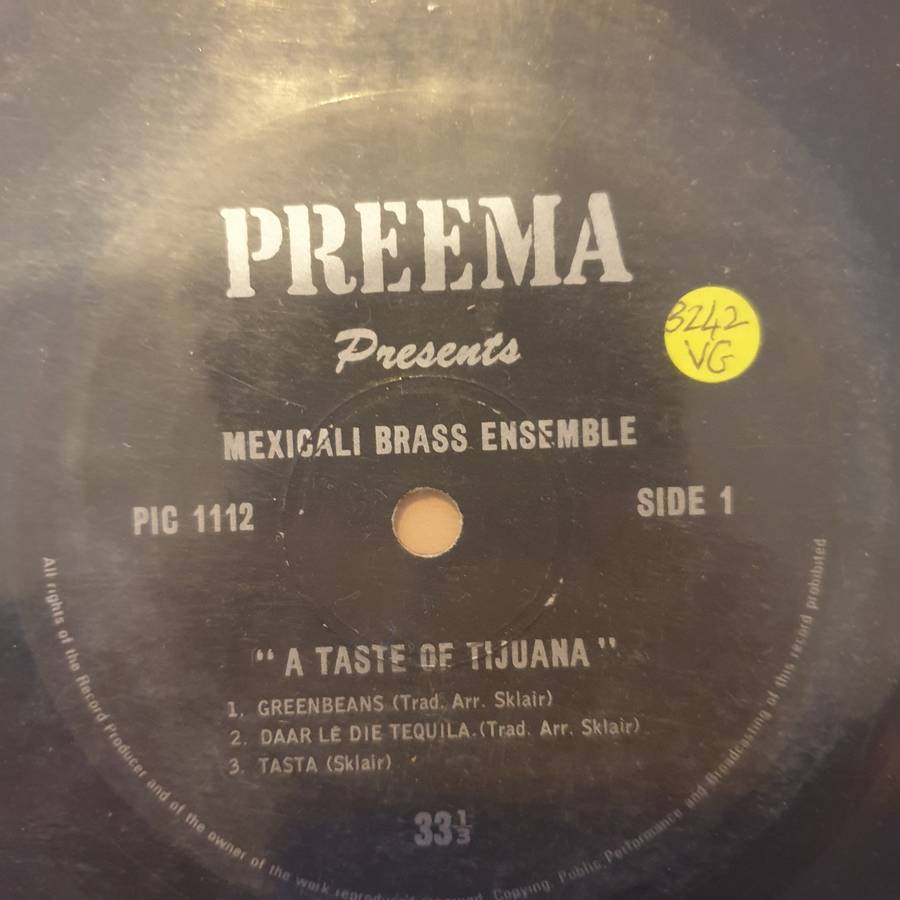 PREEMA
Presents
3242
VG
MEXICALI BRASS ENSEMBLE
PIG 1112
SIDE 1
"A TASTE OF TIJUANA"
1. GREENBEANS (Trad. Arr. Sklair)
2. DAAR LÊ DIE TEQUILA.(Trad. Arr. Sklair)
3. TASTA (Sklair)
33⅓
All rights of the Record Producer and of the owner of the work reproduced reserved. Copying, Public Performance and Broadcasting of this record prohibited